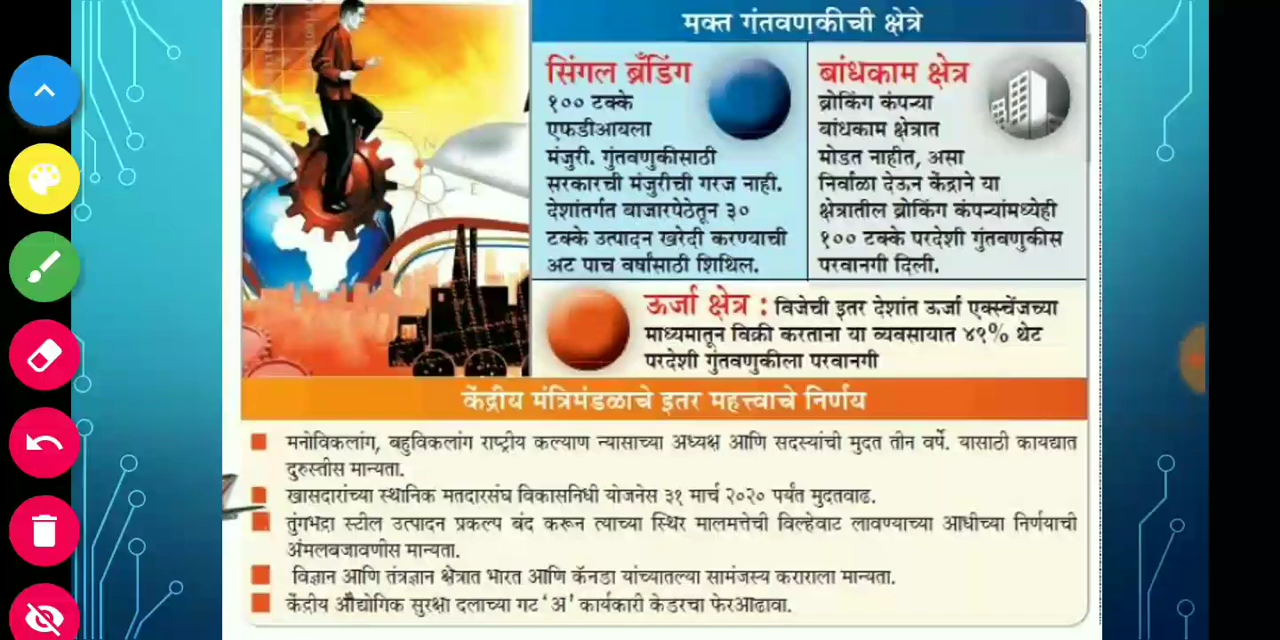 मुक्त गुंतवणुकीची क्षेत्रे
सिंगल ब्रँडिंग
१०० टक्के
एफडीआयला
मंजुरी. गुंतवणुकीसाठी
सरकारची मंजुरीची गरज नाही.
देशांतर्गत बाजारपेठेतून ३०
टक्के उत्पादन खरेदी करण्याची
अट पाच वर्षांसाठी शिथिल.
बांधकाम क्षेत्र
ब्रोकिंग कंपन्या
बांधकाम क्षेत्रात
मोडत नाहीत, असा
निर्वाळा देऊन केंद्राने या
क्षेत्रातील ब्रोकिंग कंपन्यांमध्येही
१०० टक्के परदेशी गुंतवणुकीस
परवानगी दिली.
ऊर्जा क्षेत्र : विजेची इतर देशांत ऊर्जा एक्स्चेंजच्या
माध्यमातून विक्री करताना या व्यवसायात ४९% थेट
परदेशी गुंतवणुकीला परवानगी
केंद्रीय मंत्रिमंडळाचे इतर महत्त्वाचे निर्णय
मनोविकलांग, बहुविकलांग राष्ट्रीय कल्याण न्यासाच्या अध्यक्ष आणि सदस्यांची मुदत तीन वर्षे. यासाठी कायद्यात
दुरुस्तीस मान्यता.
खासदारांच्या स्थानिक मतदारसंघ विकासनिधी योजनेस ३१ मार्च २०२० पर्यंत मुदतवाढ.
तुंगभद्रा स्टील उत्पादन प्रकल्प बंद करून त्याच्या स्थिर मालमत्तेची विल्हेवाट लावण्याच्या आधीच्या निर्णयाची
अंमलबजावणीस मान्यता.
विज्ञान आणि तंत्रज्ञान क्षेत्रात भारत आणि कॅनडा यांच्यातल्या सामंजस्य कराराला मान्यता.
केंद्रीय औद्योगिक सुरक्षा दलाच्या गट 'अ' कार्यकारी केडरचा फेरआढावा.